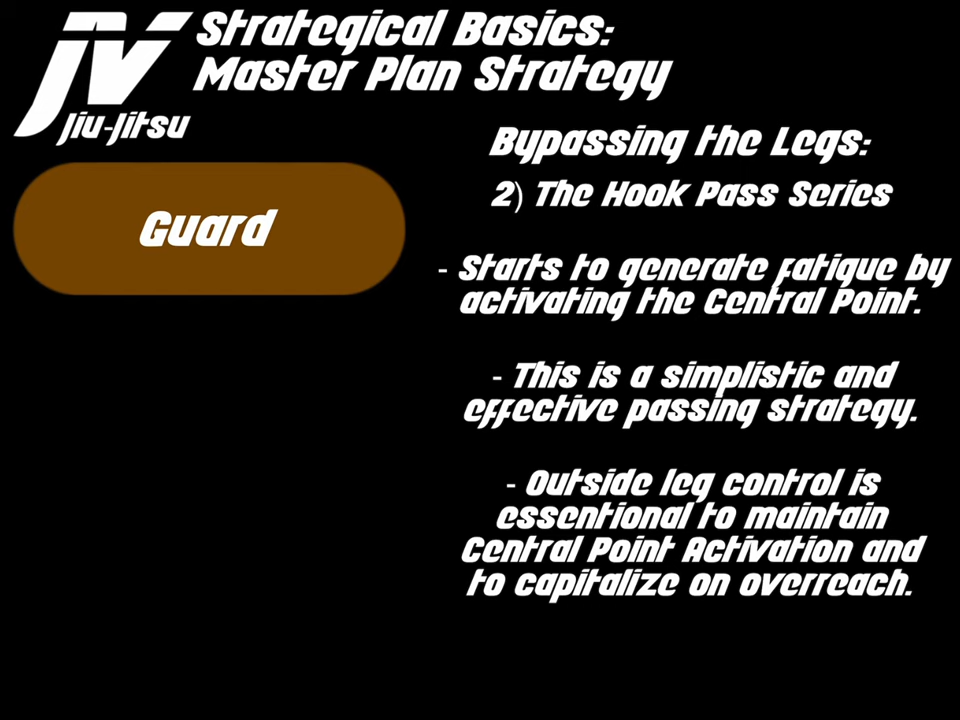 JV
Jiu-Jitsu
Strategical Basics:
Master Plan Strategy
Guard
Bypassing the Legs:
2) The Hook Pass Series
- Starts to generate fatigue by
activating the Central Point.
- This is a simplistic and
effective passing strategy.
- Outside leg control is
essentional to maintain
Central Point Activation and
to capitalize on overreach.